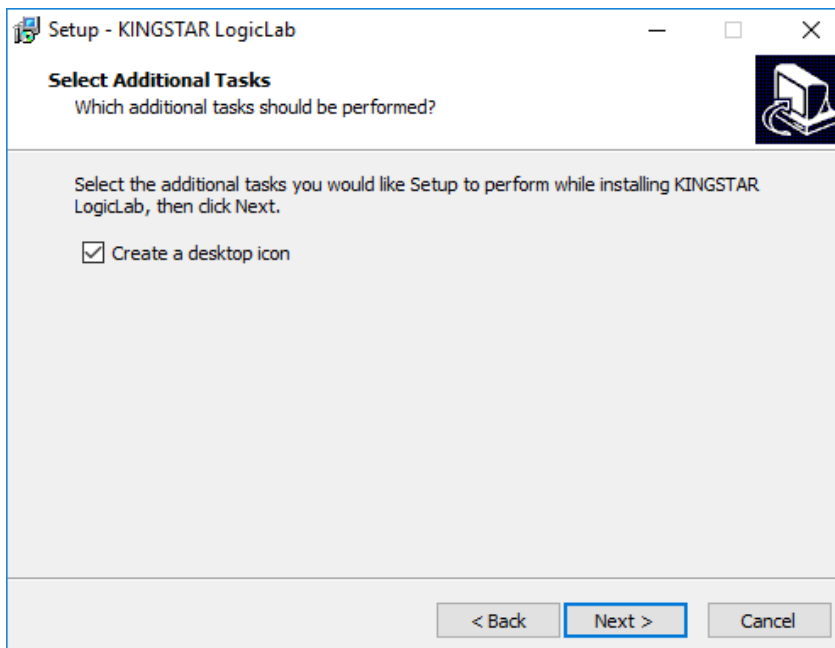 Setup - KINGSTAR LogicLab
Select Additional Tasks
Which additional tasks should be performed?
Select the additional tasks you would like Setup to perform while installing KINGSTAR
LogicLab, then click Next.
Create a desktop icon
< Back
Next >
Cancel